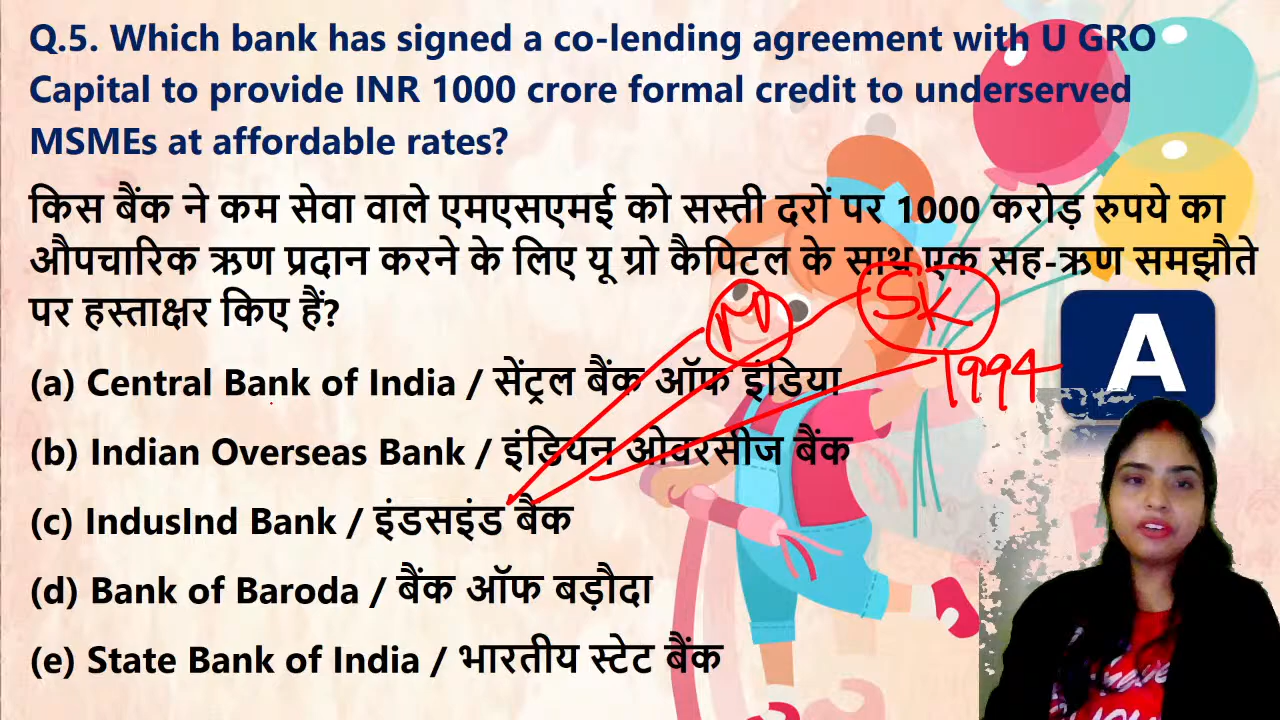 Q.5. Which bank has signed a co-lending agreement with U GRO
Capital to provide INR 1000 crore formal credit to underserved
MSMEs at affordable rates?
किस बैंक ने कम सेवा वाले एमएसएमई को सस्ती दरों पर 1000 करोड़ रुपये का
औपचारिक ऋण प्रदान करने के लिए यू ग्रो कैपिटल के साथ एक सह-ऋण समझौते
पर हस्ताक्षर किए हैं?
SK
1994
A
(a) Central Bank of India / सेंट्रल बैंक ऑफ इंडिया
(b) Indian Overseas Bank / इंडियन ओवरसीज बैंक
(c) IndusInd Bank / इंडसइंड बैंक
(d) Bank of Baroda / बैंक ऑफ बड़ौदा
(e) State Bank of India / भारतीय स्टेट बैंक